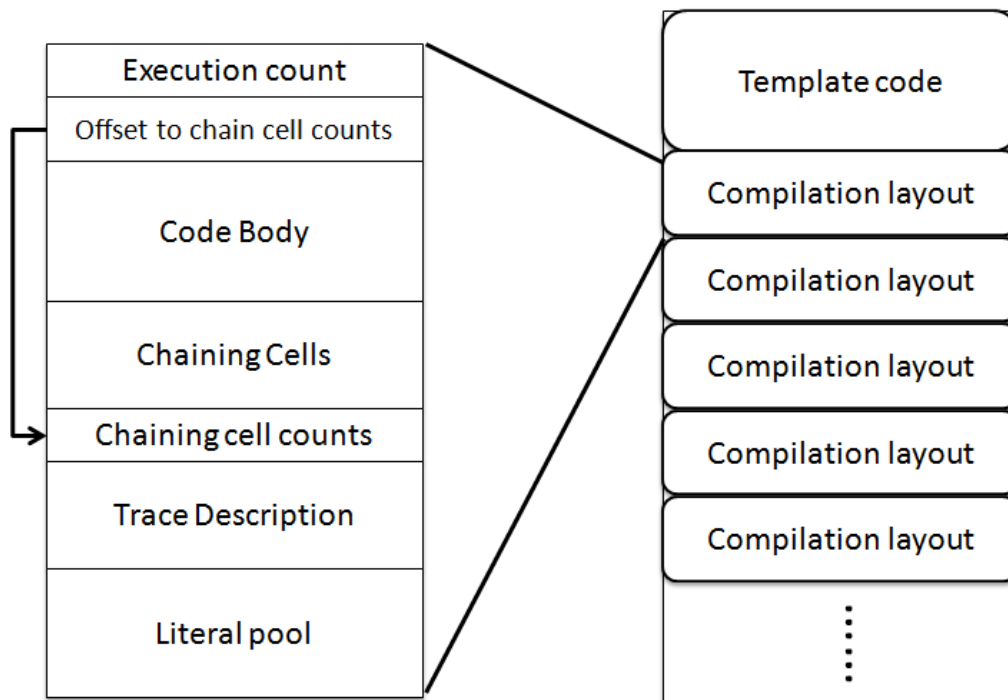 Execution count
Offset to chain cell counts
Code Body
Chaining Cells
Chaining cell counts
Trace Description
Literal pool
Template code
Compilation layout
Compilation layout
Compilation layout
Compilation layout
Compilation layout